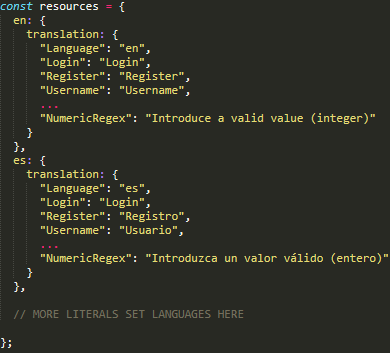 const resources = {
en: {
translation: {
"Language": "en",
"Login": "Login",
"Register": "Register",
"Username": "Username",
...
"NumericRegex": "Introduce a valid value (integer)"
}
},
es: {
translation: {
"Language": "es",
"Login": "Login",
"Register": "Registro",
"Username": "Usuario",
...
"NumericRegex": "Introduzca un valor válido (entero)"
}
},
// MORE LITERALS SET LANGUAGES HERE
};